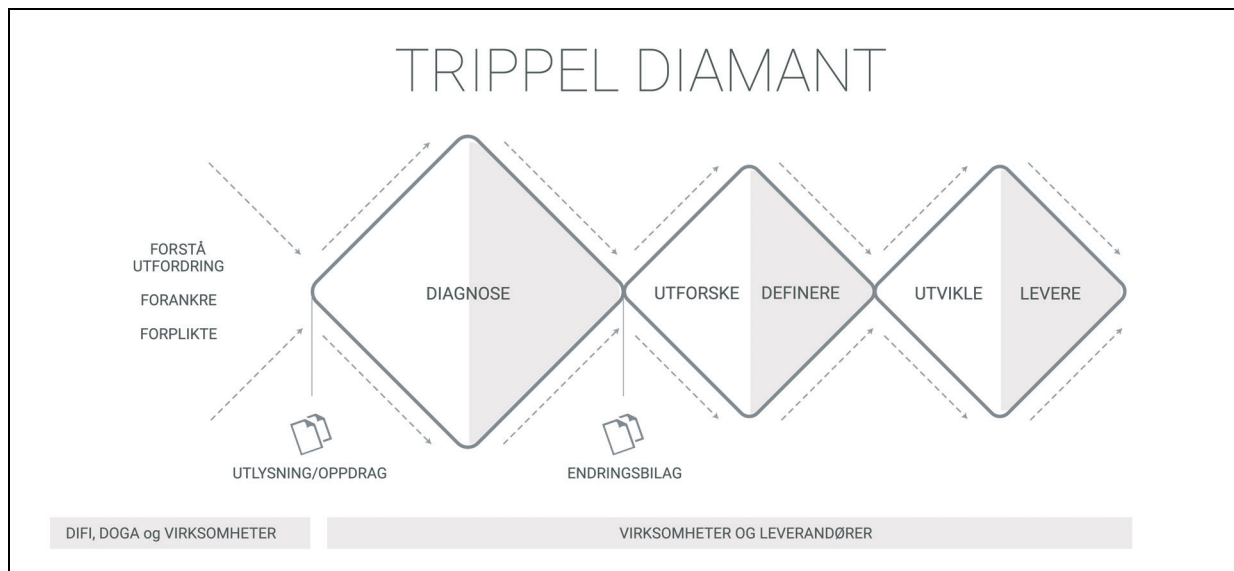 TRIPPEL DIAMANT
FORSTÅ
UTFORDRING
FORANKRE
FORPLIKTE
DIAGNOSE
UTFORSKE
DEFINERE
UTVIKLE
LEVERE
UTLYSNING/OPPDRAG
ENDRINGSBILAG
DIFI, DOGA og VIRKSOMHETER
VIRKSOMHETER OG LEVERANDØRER